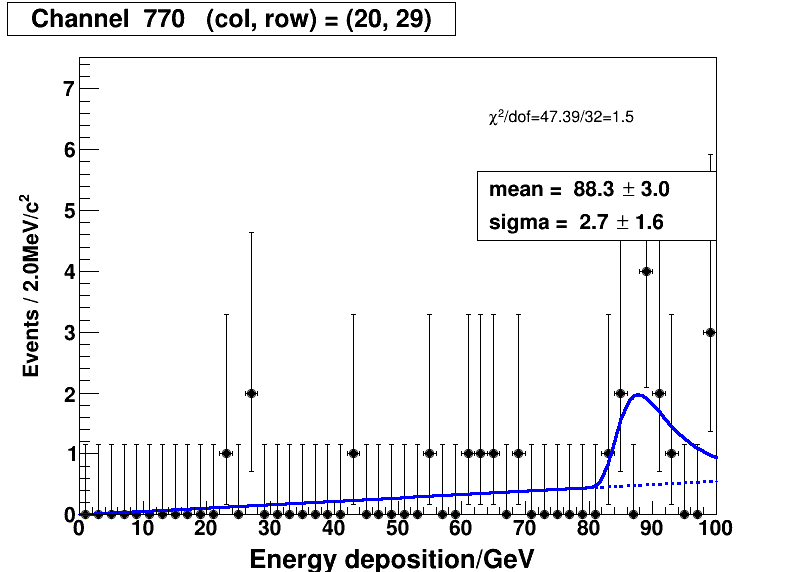 Channel 770 (col, row) = (20, 29)
χ²/dof=47.39/32=1.5
mean = 88.3 ± 3.0
sigma = 2.7 ± 1.6
Events / 2.0MeV/c²
7
6
5
4
3
2
1
0
0 10 20 30 40 50 60 70 80 90 100
Energy deposition/GeV